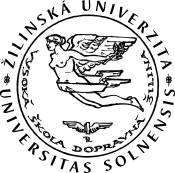 ŽILINSKÁ UNIVERZITA
UNIVERSITAS SOLNENSIS
VYSOKÁ ŠKOLA DOPRAVNÁ